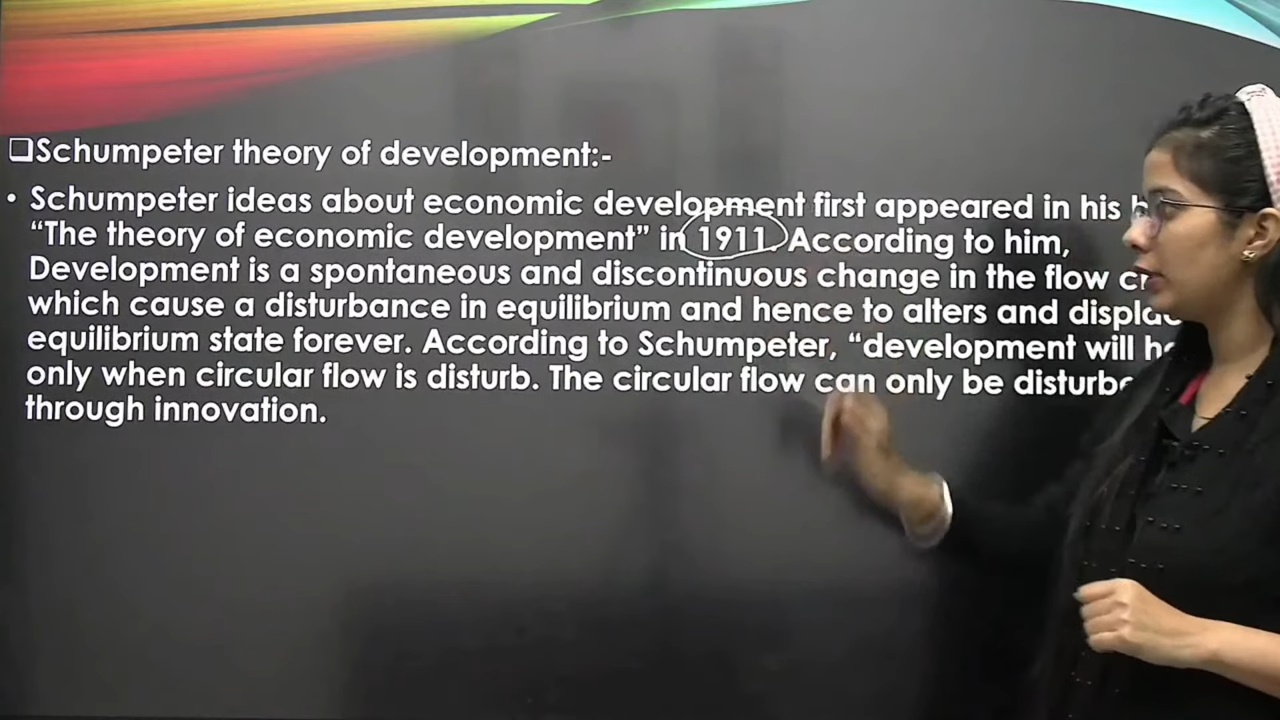 ❑Schumpeter theory of development:-
• Schumpeter ideas about economic development first appeared in his
“The theory of economic development” in 1911. According to him,
Development is a spontaneous and discontinuous change in the flow
which cause a disturbance in equilibrium and hence to alters and
equilibrium state forever. According to Schumpeter, “development will
only when circular flow is disturb. The circular flow can only be
through innovation.